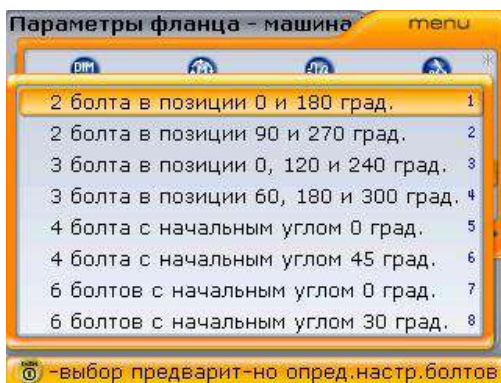 Параметры фланца - машина menu
DIM
2 болта в позиции 0 и 180 град. 1
2 болта в позиции 90 и 270 град. 2
3 болта в позиции 0, 120 и 240 град. 3
3 болта в позиции 60, 180 и 300 град. 4
4 болта с начальным углом 0 град. 5
4 болта с начальным углом 45 град. 6
6 болтов с начальным углом 0 град. 7
6 болтов с начальным углом 30 град. 8
-выбор предварит-но опред.настр.болтов